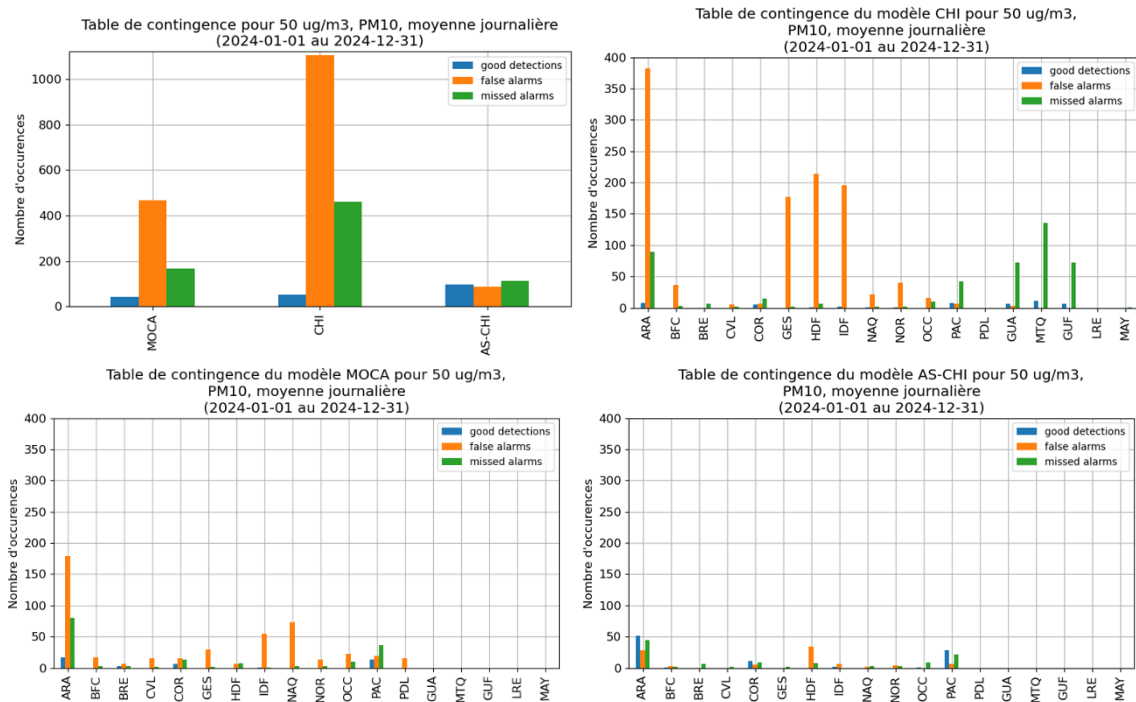 Table de contingence pour 50 ug/m3, PM10, moyenne journalière
(2024-01-01 au 2024-12-31)
good detections
false alarms
missed alarms
Nombre d'occurences
1000
800
600
400
200
0
MOCA
CHI
AS-CHI
Table de contingence du modèle CHI pour 50 ug/m3,
PM10, moyenne journalière
(2024-01-01 au 2024-12-31)
good detections
false alarms
missed alarms
Nombre d'occurences
400
350
300
250
200
150
100
50
0
ARA
BFC
BRE
CVL
COR
GES
HDF
IDF
NAQ
NOR
OCC
PAC
PDL
GUA
MTQ
GUF
LRE
MAY
Table de contingence du modèle MOCA pour 50 ug/m3,
PM10, moyenne journalière
(2024-01-01 au 2024-12-31)
good detections
false alarms
missed alarms
Nombre d'occurences
400
350
300
250
200
150
100
50
0
ARA
BFC
BRE
CVL
COR
GES
HDF
IDF
NAQ
NOR
OCC
PAC
PDL
GUA
MTQ
GUF
LRE
MAY
Table de contingence du modèle AS-CHI pour 50 ug/m3,
PM10, moyenne journalière
(2024-01-01 au 2024-12-31)
good detections
false alarms
missed alarms
Nombre d'occurences
400
350
300
250
200
150
100
50
0
ARA
BFC
BRE
CVL
COR
GES
HDF
IDF
NAQ
NOR
OCC
PAC
PDL
GUA
MTQ
GUF
LRE
MAY